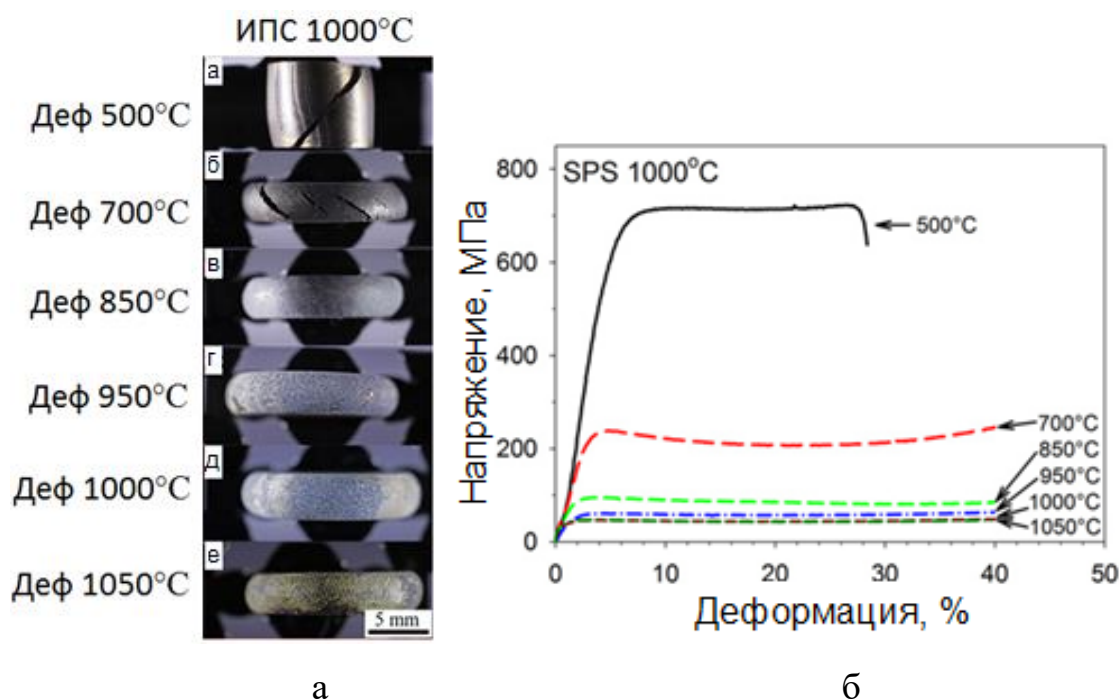 ИПС 1000°C
а
Деф 500°C
б
Деф 700°C
в
Деф 850°C
г
Деф 950°C
д
Деф 1000°C
е
Деф 1050°C
5 mm
а
Напряжение, МПа
800
600
400
200
0
SPS 1000°C
500°C
700°C
850°C
950°C
1000°C
1050°C
0 10 20 30 40 50
Деформация, %
б